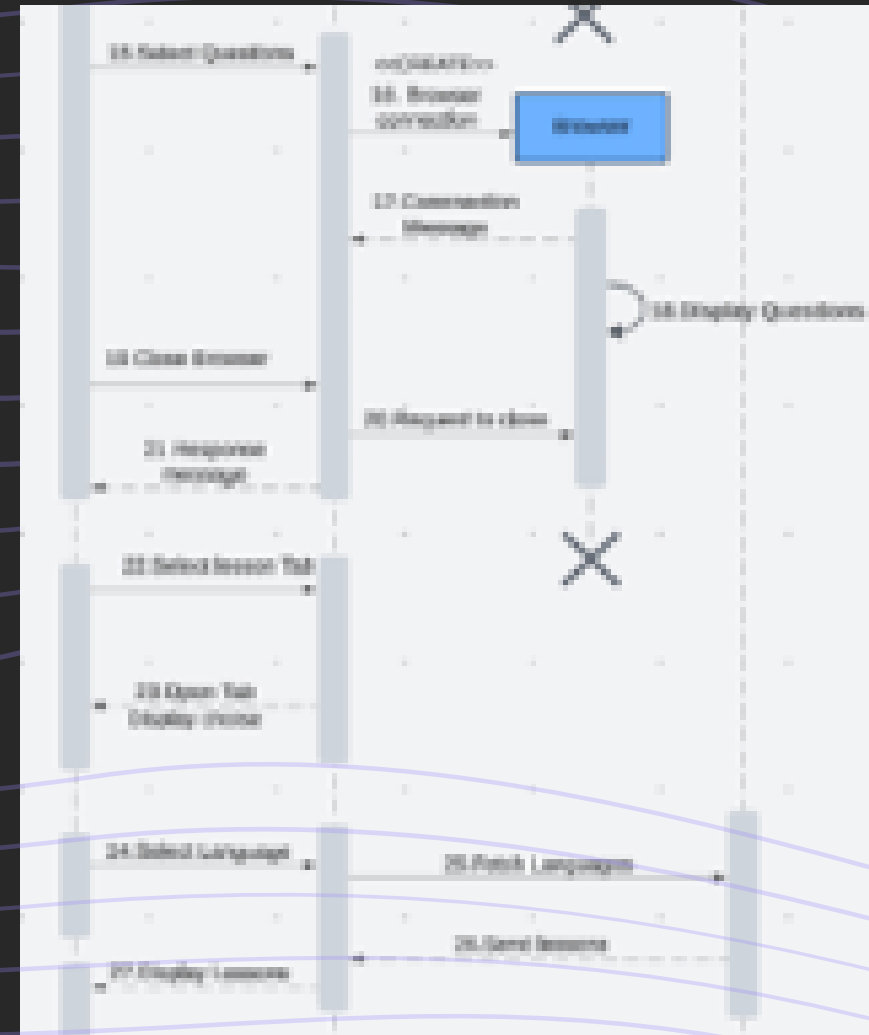 15.Select Questions
<<CREATE>>
16. Browser
connection
Browser
17.Connection
Message
18.Display Questions
19.Close Browser
20.Request to close
21.Response
message
22.Select lesson Tab
23.Open Tab
Display choise
24.Select Language
25.Fetch Languages
26.Send lessons
27.Display Lessons